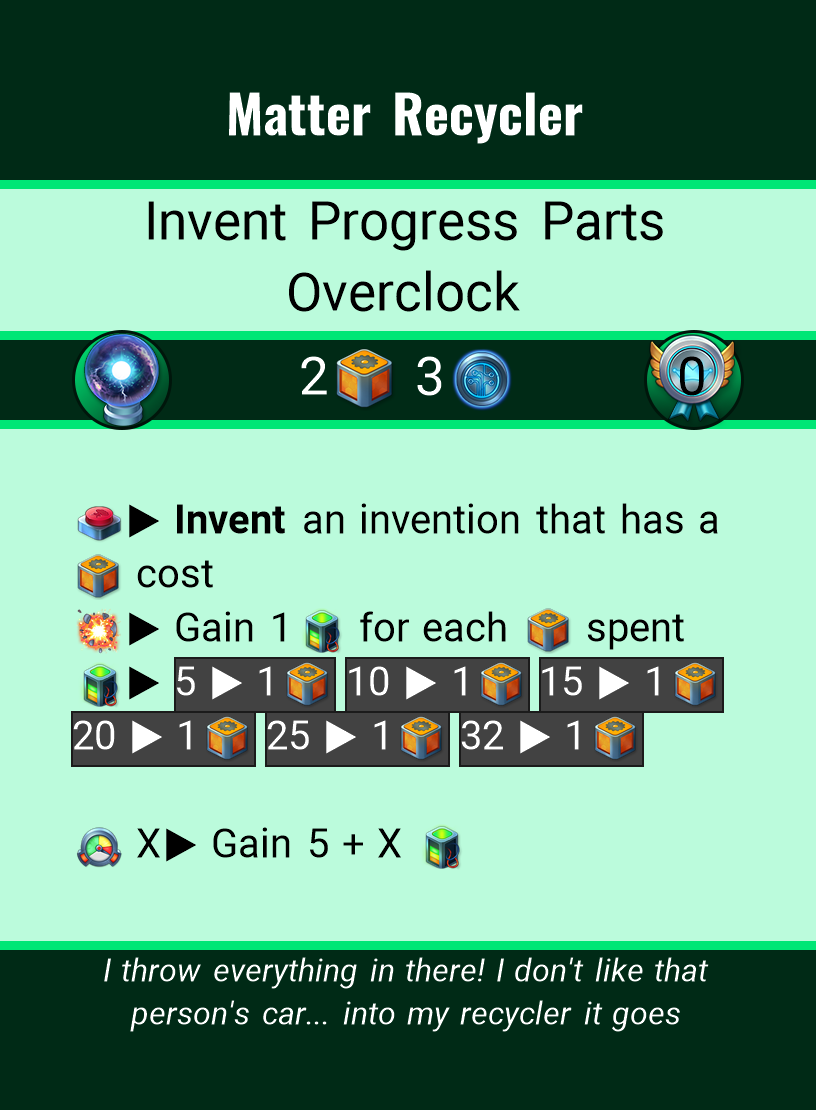 Matter Recycler
Invent Progress Parts
Overclock
2 3 0
▶ Invent an invention that has a
cost
▶ Gain 1 for each spent
▶ 5 ▶ 1 10 ▶ 1 15 ▶ 1
20 ▶ 1 25 ▶ 1 32 ▶ 1
X▶ Gain 5 + X
I throw everything in there! I don't like that
person's car... into my recycler it goes